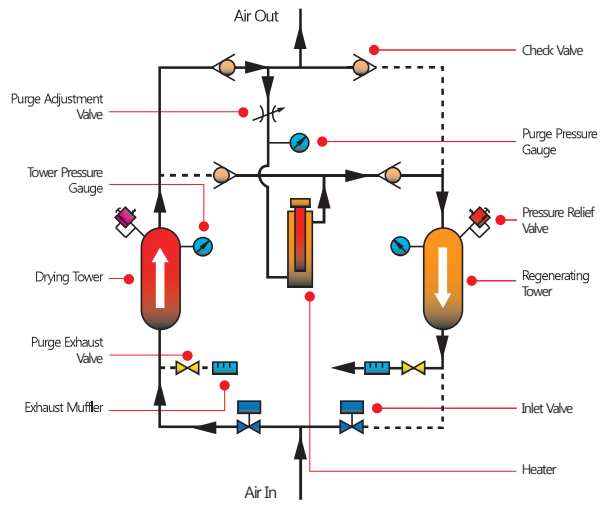 Air Out
Check Valve
Purge Adjustment
Valve
Purge Pressure
Gauge
Tower Pressure
Gauge
Pressure Relief
Valve
Drying Tower
Regenerating
Tower
Purge Exhaust
Valve
Exhaust Muffler
Inlet Valve
Heater
Air In